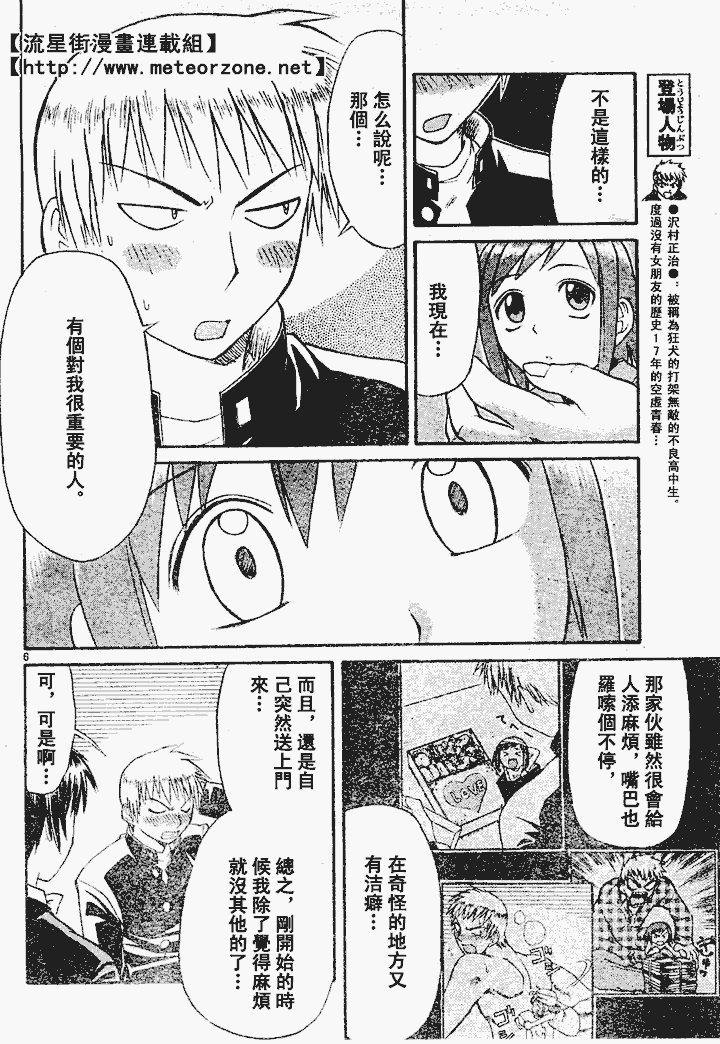 【流星街漫畫連載組】
【http://www.meteorzone.net】
とうじょうじんぶつ
登場人物
●沢村正治●：被稱為狂犬的打架無敵的不良高中生。
度過沒有女朋友的歷史17年的空虛青春…
不是這樣的…
我現在…
怎么說呢…
那個…
有個對我很重要的人。
6
那家伙雖然很會給
人添麻煩，嘴巴也
羅嗦個不停，
LOVE
在奇怪的地方又
有洁癖…
而且，還是自
己突然送上門
來…
總之，剛開始的時
候我除了覺得麻煩
就沒其他的了…
可，可是啊…